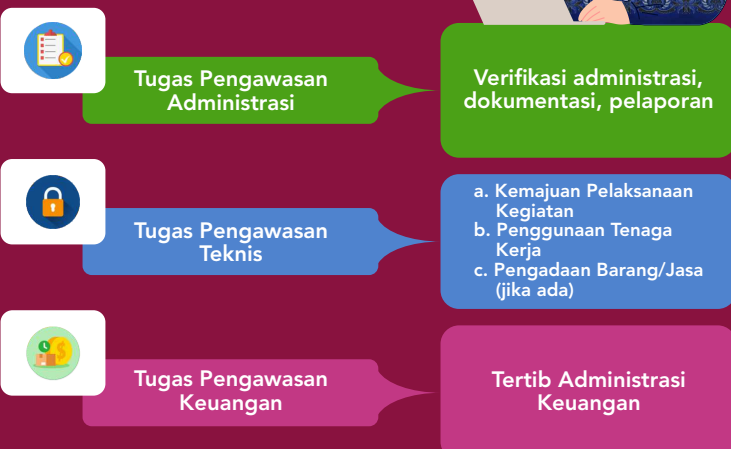 Tugas Pengawasan
Administrasi
Verifikasi administrasi,
dokumentasi, pelaporan
Tugas Pengawasan
Teknis
a. Kemajuan Pelaksanaan
Kegiatan
b. Penggunaan Tenaga
Kerja
c. Pengadaan Barang/Jasa
(jika ada)
Tugas Pengawasan
Keuangan
Tertib Administrasi
Keuangan